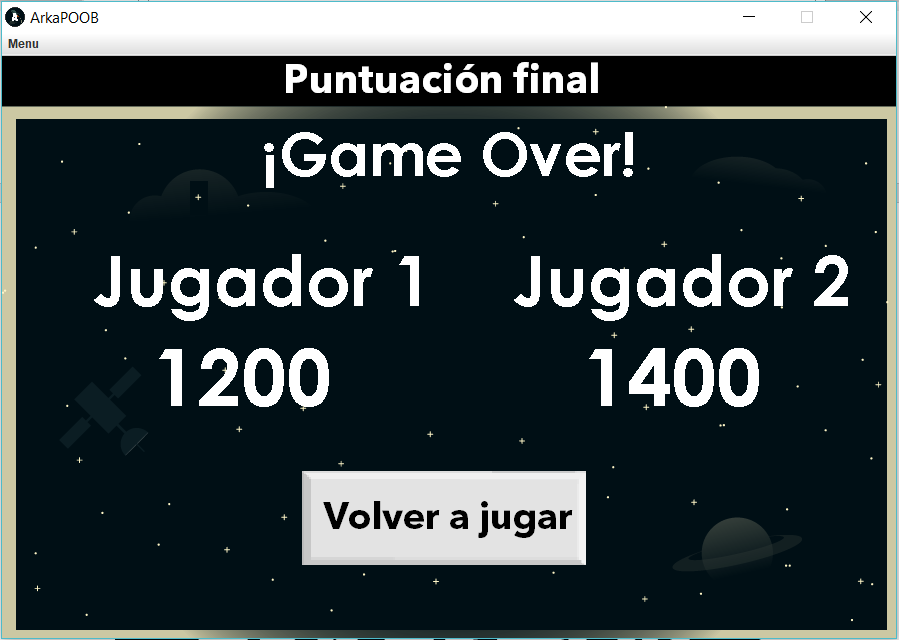 ArkaPOOB
Menu
Puntuación final
¡Game Over!
Jugador 1 Jugador 2
1200 1400
Volver a jugar